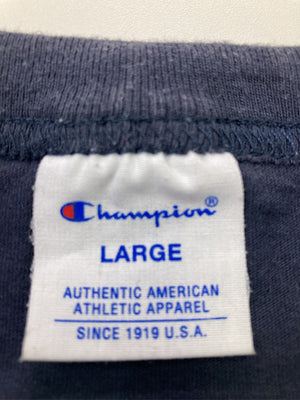 Champion®
LARGE
AUTHENTIC AMERICAN
ATHLETIC APPAREL
SINCE 1919 U.S.A.